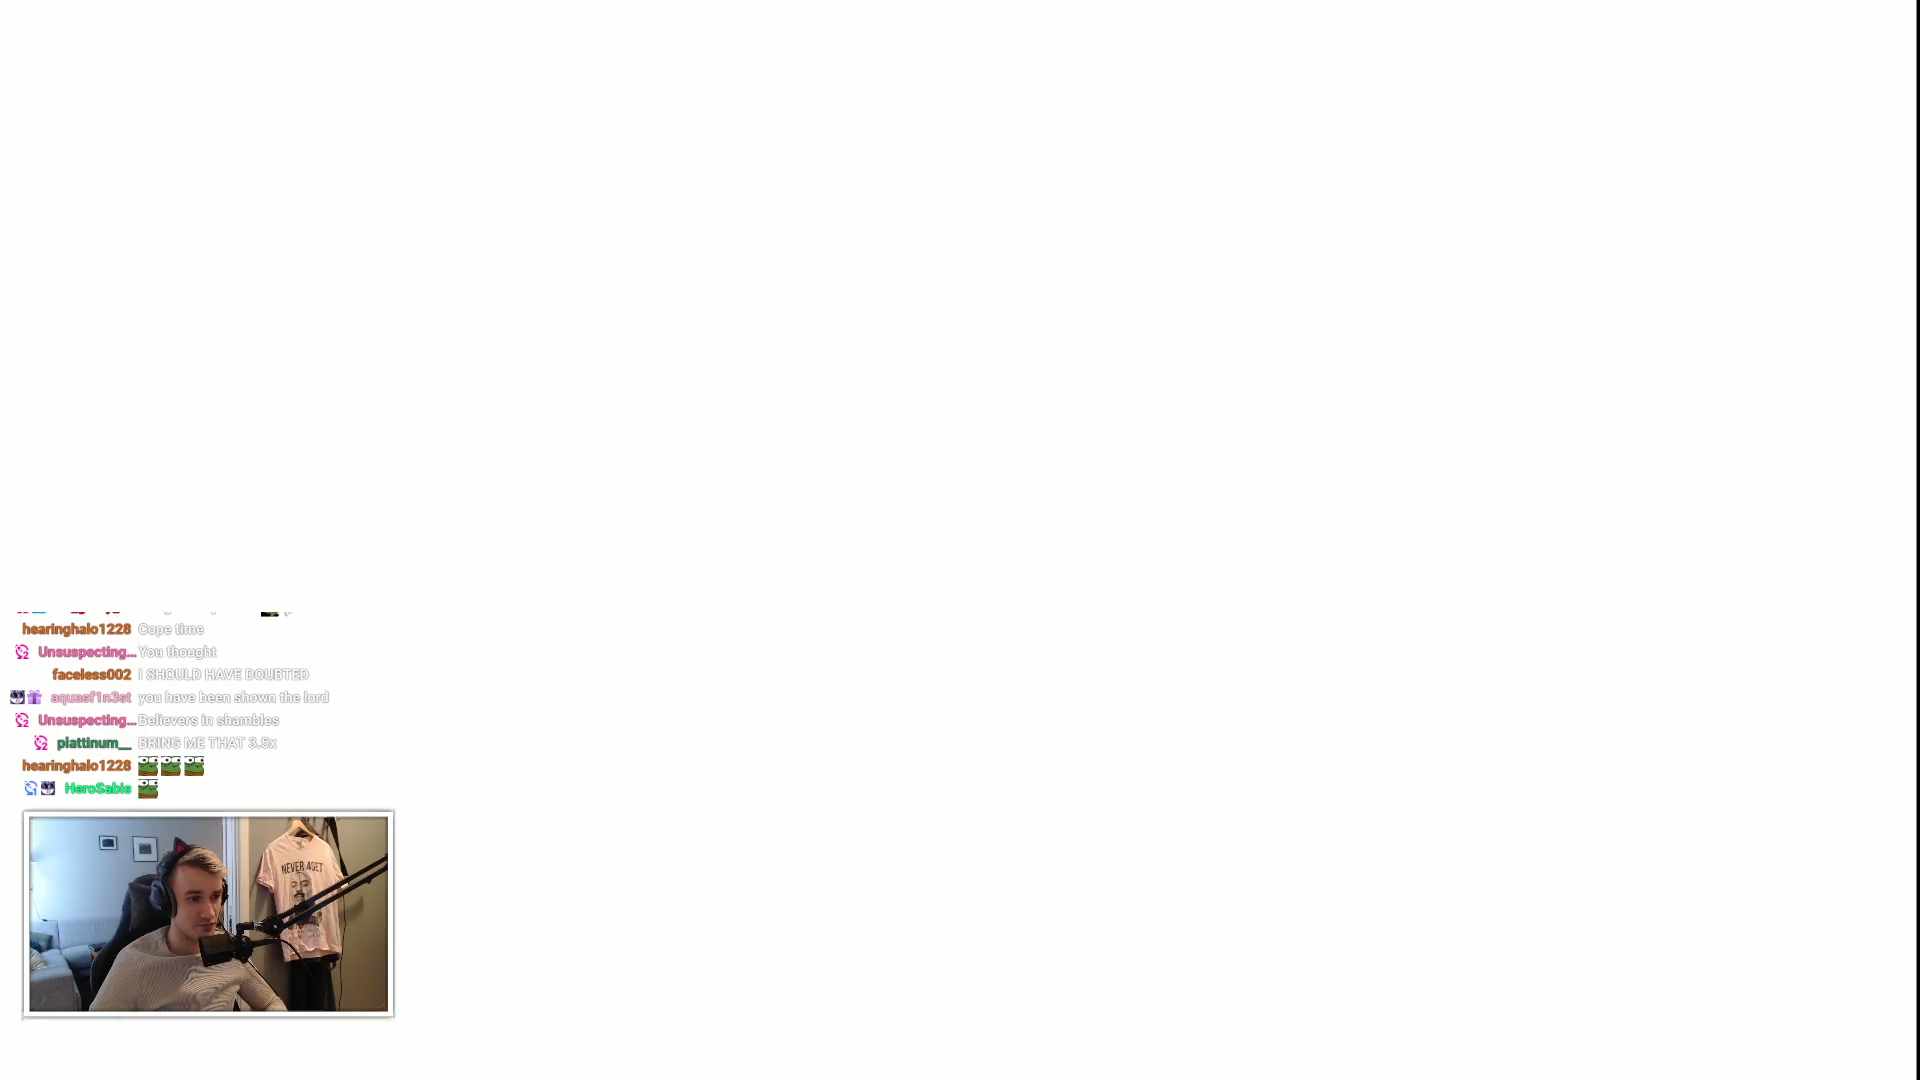 hearinghalo1228 Cope time
Unsuspecting... You thought
faceless002 I SHOULD HAVE DOUBTED
aquasf1n3st you have been shown the lord
Unsuspecting... Believers in shambles
plattinum__ BRING ME THAT 3.5x
hearinghalo1228
HeroSabis
NEVER 4GET